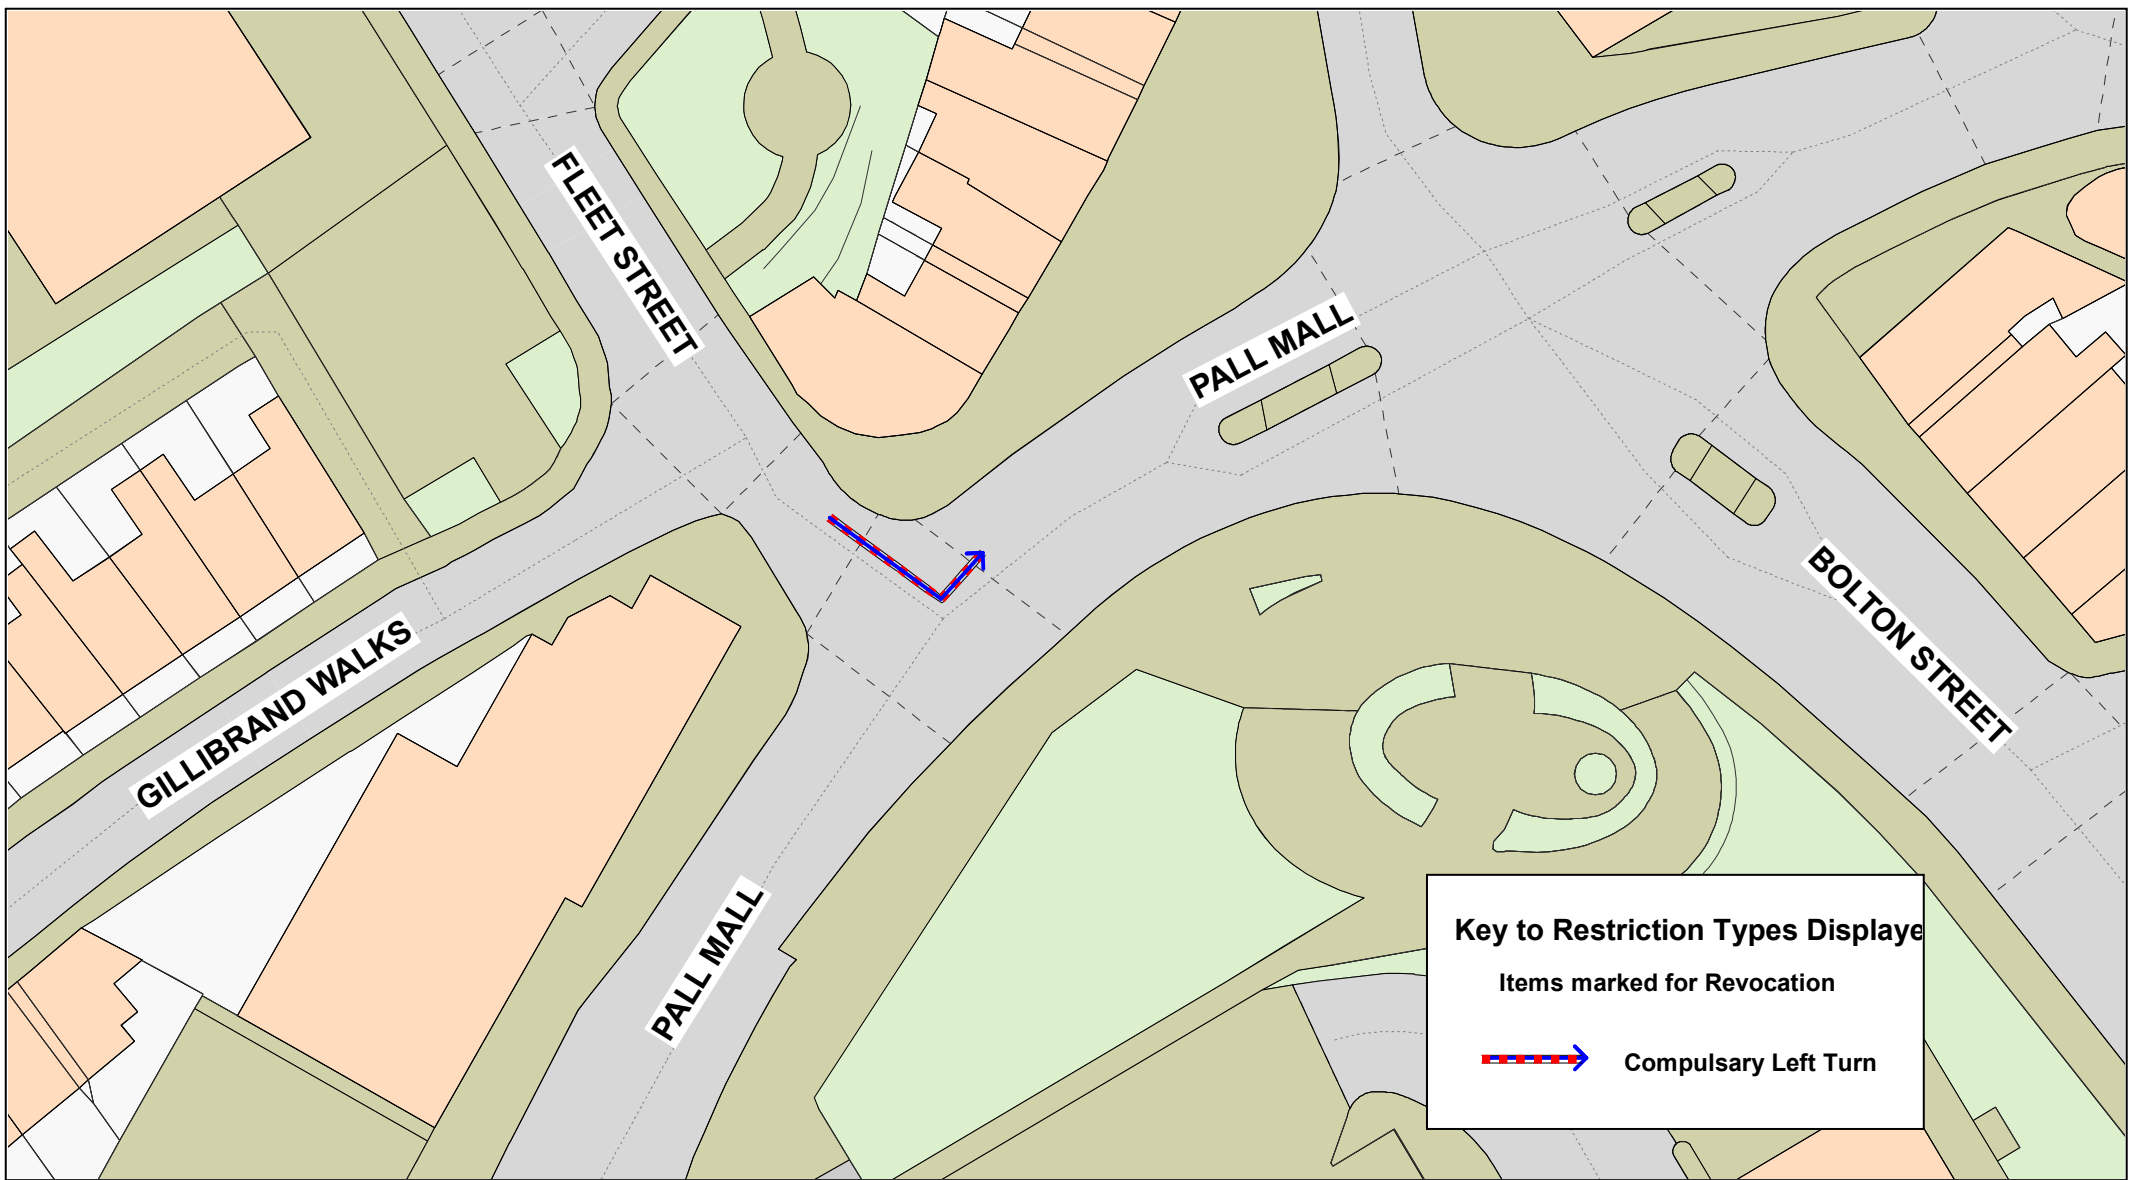 FLEET STREET
PALL MALL
BOLTON STREET
GILLIBRAND WALKS
PALL MALL
Key to Restriction Types Displaye
Items marked for Revocation
Compulsary Left Turn